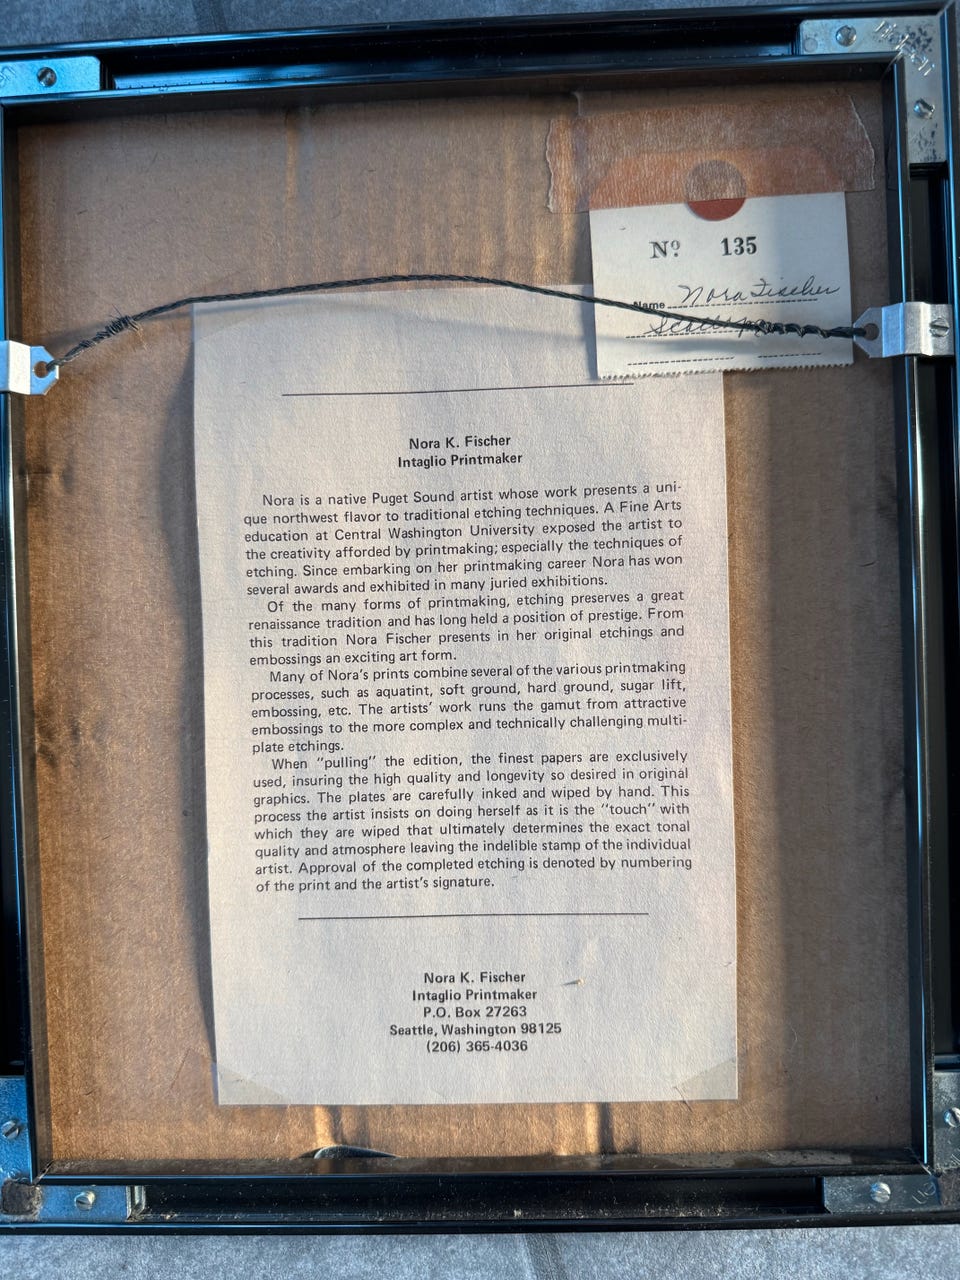 Nº 135
Name Nora Fischer
Nora K. Fischer
Intaglio Printmaker
Nora is a native Puget Sound artist whose work presents a uni-
que northwest flavor to traditional etching techniques. A Fine Arts
education at Central Washington University exposed the artist to
the creativity afforded by printmaking; especially the techniques of
etching. Since embarking on her printmaking career Nora has won
several awards and exhibited in many juried exhibitions.
Of the many forms of printmaking, etching preserves a great
renaissance tradition and has long held a position of prestige. From
this tradition Nora Fischer presents in her original etchings and
embossings an exciting art form.
Many of Nora's prints combine several of the various printmaking
processes, such as aquatint, soft ground, hard ground, sugar lift,
embossing, etc. The artists' work runs the gamut from attractive
embossings to the more complex and technically challenging multi-
plate etchings.
When "pulling" the edition, the finest papers are exclusively
used, insuring the high quality and longevity so desired in original
graphics. The plates are carefully inked and wiped by hand. This
process the artist insists on doing herself as it is the "touch" with
which they are wiped that ultimately determines the exact tonal
quality and atmosphere leaving the indelible stamp of the individual
artist. Approval of the completed etching is denoted by numbering
of the print and the artist's signature.
Nora K. Fischer
Intaglio Printmaker
P.O. Box 27263
Seattle, Washington 98125
(206) 365-4036